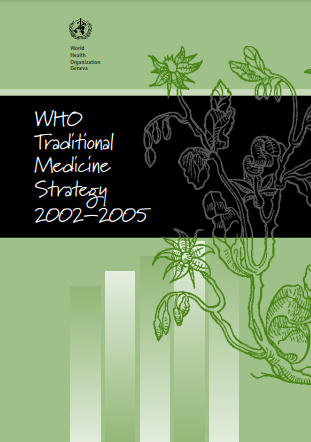 World
Health
Organization
Geneva
WHO
Traditional
Medicine
Strategy
2002–2005